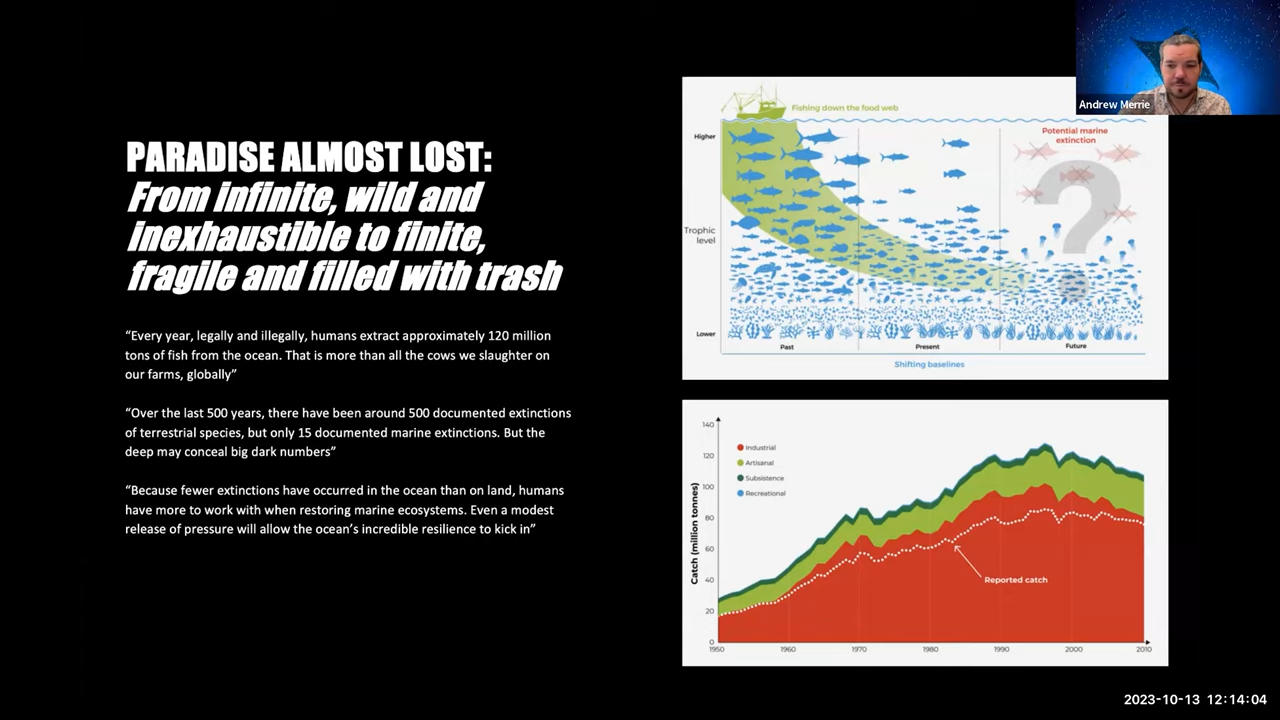 PARADISE ALMOST LOST:
From infinite, wild and
inexhaustible to finite,
fragile and filled with trash
“Every year, legally and illegally, humans extract approximately 120 million
tons of fish from the ocean. That is more than all the cows we slaughter on
our farms, globally”
“Over the last 500 years, there have been around 500 documented extinctions
of terrestrial species, but only 15 documented marine extinctions. But the
deep may conceal big dark numbers”
“Because fewer extinctions have occurred in the ocean than on land, humans
have more to work with when restoring marine ecosystems. Even a modest
release of pressure will allow the ocean’s incredible resilience to kick in”
Andrew Merrie
Fishing down the food web
Higher
Potential marine
extinction
?
Trophic
level
Lower
Past
Present
Future
Shifting baselines
140
120
100
80
60
40
20
0
Catch (million tonnes)
Industrial
Artisanal
Subsistence
Recreational
Reported catch
1950
1960
1970
1980
1990
2000
2010
2023-10-13 12:14:04